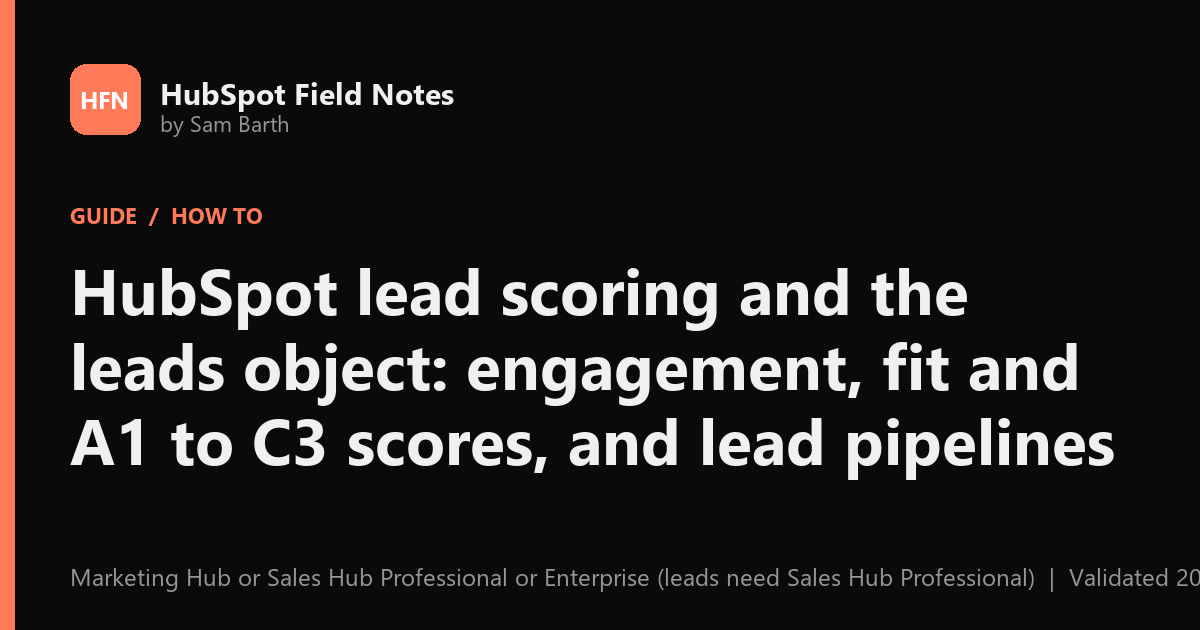 HFN
HubSpot Field Notes
by Sam Barth
GUIDE / HOW TO
HubSpot lead scoring and the
leads object: engagement, fit and
A1 to C3 scores, and lead pipelines
Marketing Hub or Sales Hub Professional or Enterprise (leads need Sales Hub Professional) | Validated 20